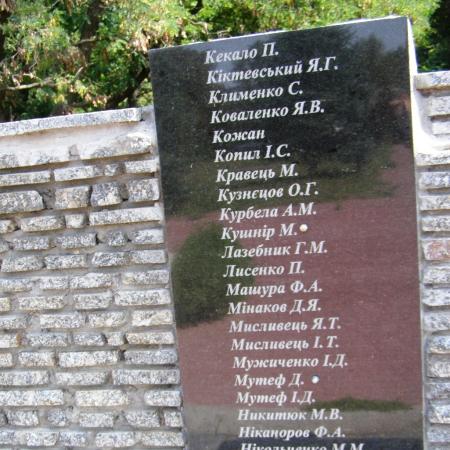 Кекало П.
Кіктевський Я.Г.
Клименко С.
Коваленко Я.В.
Кожан
Копил І.С.
Кравець М.
Кузнєцов О.Г.
Курбела А.М.
Кушнір М.
Лазебник Г.М.
Лисенко П.
Машура Ф.А.
Мінаков Д.Я.
Мисливець Я.Т.
Мисливець І.Т.
Мужиченко І.Д.
Мутеф Д.
Мутеф І.Д.
Никитюк М.В.
Ніканоров Ф.А.
Нікольченко М.М.